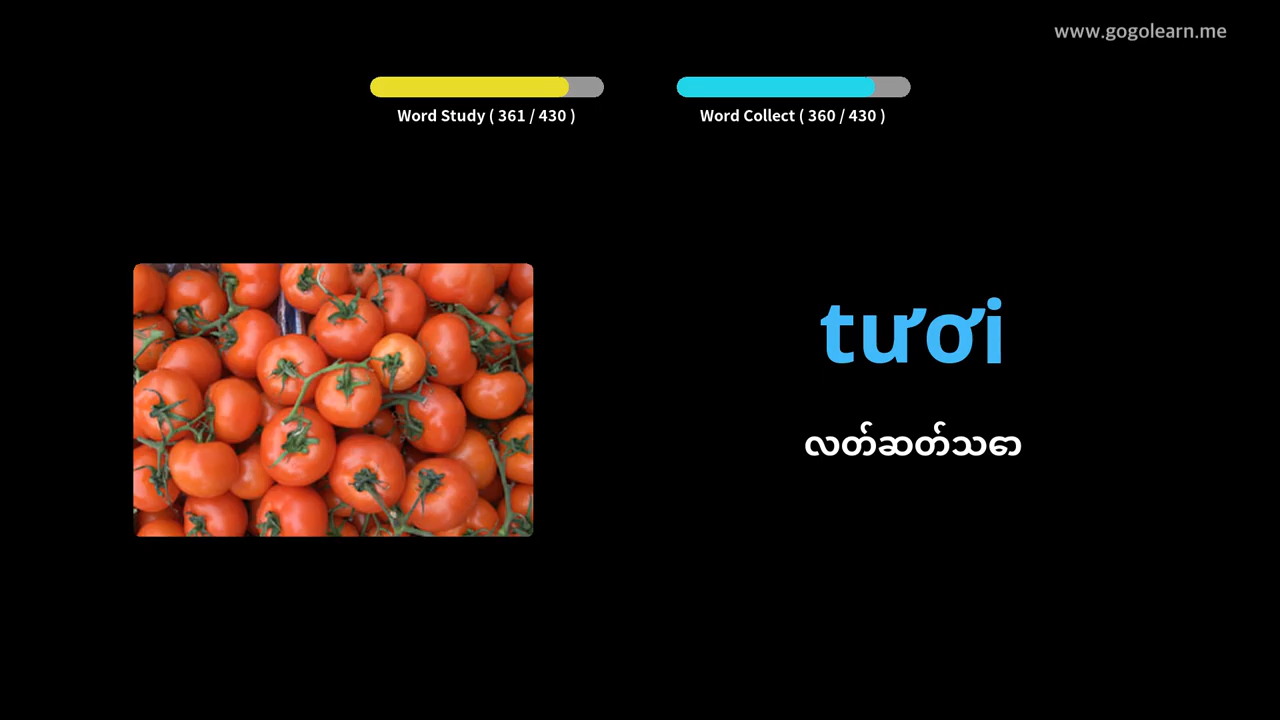 www.gogolearn.me
Word Study ( 361 / 430 )
Word Collect ( 360 / 430 )
tươi
လတ်ဆတ်သော